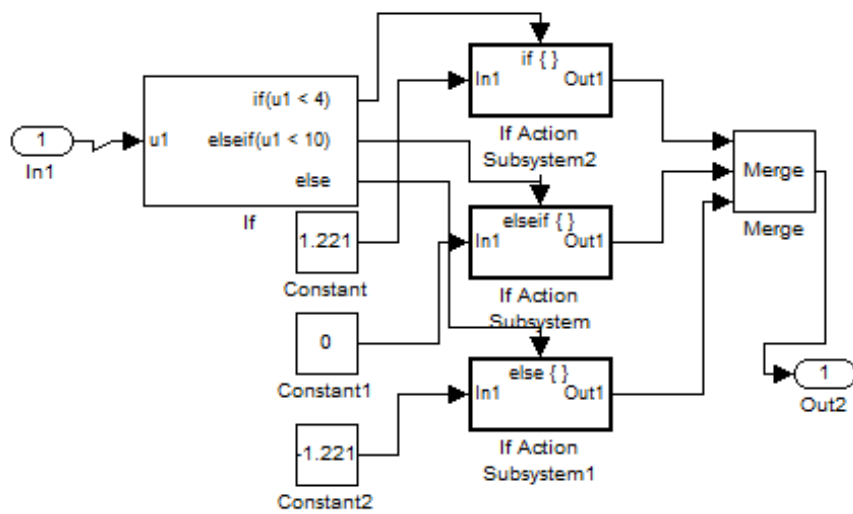 1
In1
u1
if(u1 < 4)
elseif(u1 < 10)
else
If
if { }
In1
Out1
If Action
Subsystem2
1.221
Constant
elseif { }
In1
Out1
If Action
Subsystem
0
Constant1
else { }
In1
Out1
If Action
Subsystem1
-1.221
Constant2
Merge
Merge
1
Out2